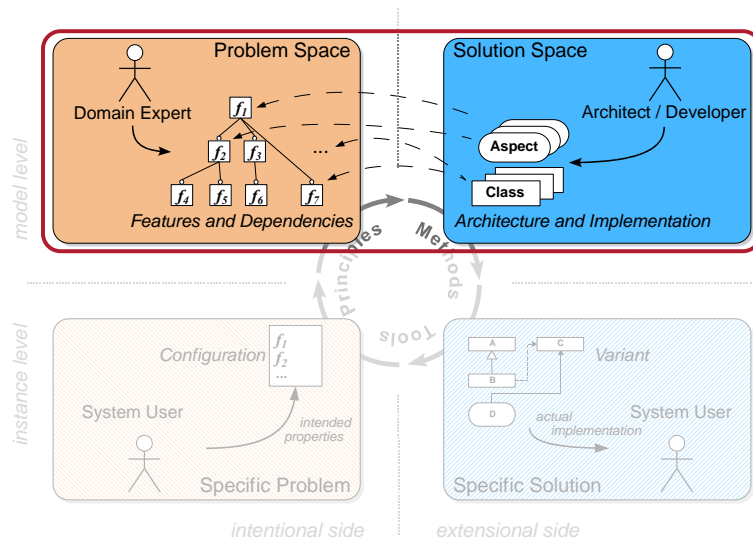 Problem Space
Solution Space
Domain Expert
Architect / Developer
f1
f2
f3
...
f4
f5
f6
f7
Aspect
Class
Features and Dependencies
Architecture and Implementation
model level
Principles
Methods
Tools
instance level
Configuration
f1
f2
...
System User
intended
properties
Specific Problem
A
C
B
D
Variant
actual
implementation
System User
Specific Solution
intentional side
extensional side